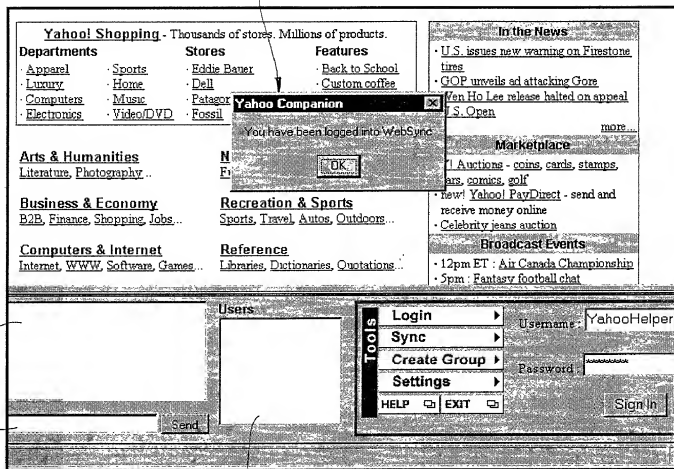 Yahoo! Shopping - Thousands of stores. Millions of products.
Departments Stores Features
· Apparel · Sports · Eddie Bauer · Back to School
· Luxury · Home · Dell · Custom coffee
· Computers · Music · Patagor
· Electronics · Video/DVD · Fossil
Yahoo Companion
You have been logged into WebSync
OK
Arts & Humanities
Literature, Photography...
N
Business & Economy
B2B, Finance, Shopping, Jobs...
Recreation & Sports
Sports, Travel, Autos, Outdoors...
Computers & Internet
Internet, WWW, Software, Games...
Reference
Libraries, Dictionaries, Quotations...
In the News
· U.S. issues new warning on Firestone
tires
· GOP unveils ad attacking Gore
Wen Ho Lee release halted on appeal
U.S. Open
more...
Marketplace
Y! Auctions - coins, cards, stamps,
cars, comics, golf
· new! Yahoo! PayDirect - send and
receive money online
· Celebrity jeans auction
Broadcast Events
· 12pm ET : Air Canada Championship
· 5pm : Fantasy football chat
Users
Send
Tools
Login
Sync
Create Group
Settings
HELP EXIT
Username: YahooHelper
Password: *********
Sign In